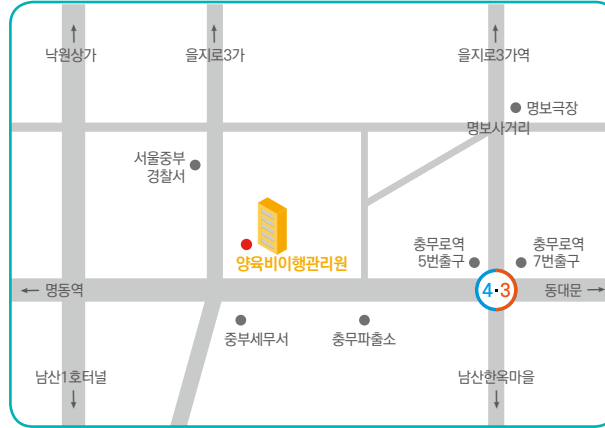 낙원상가
을지로3가
을지로3가역
명보극장
명보사거리
서울중부
경찰서
양육비이행관리원
충무로역
5번출구
충무로역
7번출구
명동역
4·3
동대문
중부세무서
충무파출소
남산1호터널
남산한옥마을